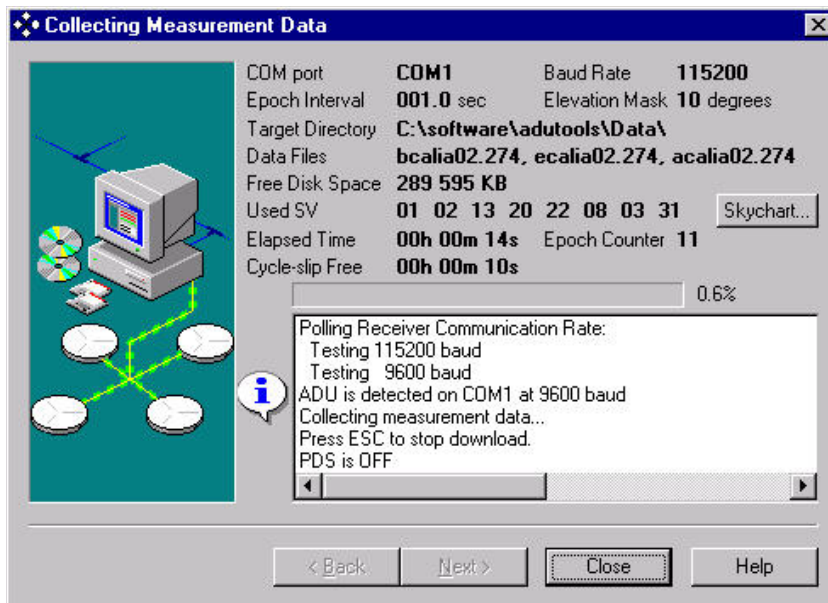 Collecting Measurement Data
COM port COM1 Baud Rate 115200
Epoch Interval 001.0 sec Elevation Mask 10 degrees
Target Directory C:\software\adutools\Data\
Data Files bcalia02.274, ecalia02.274, acalia02.274
Free Disk Space 289 595 KB
Used SV 01 02 13 20 22 08 03 31 Skychart...
Elapsed Time 00h 00m 14s Epoch Counter 11
Cycle-slip Free 00h 00m 10s
0.6%
Polling Receiver Communication Rate:
Testing 115200 baud
Testing 9600 baud
ADU is detected on COM1 at 9600 baud
Collecting measurement data...
Press ESC to stop download.
PDS is OFF
< Back Next > Close Help